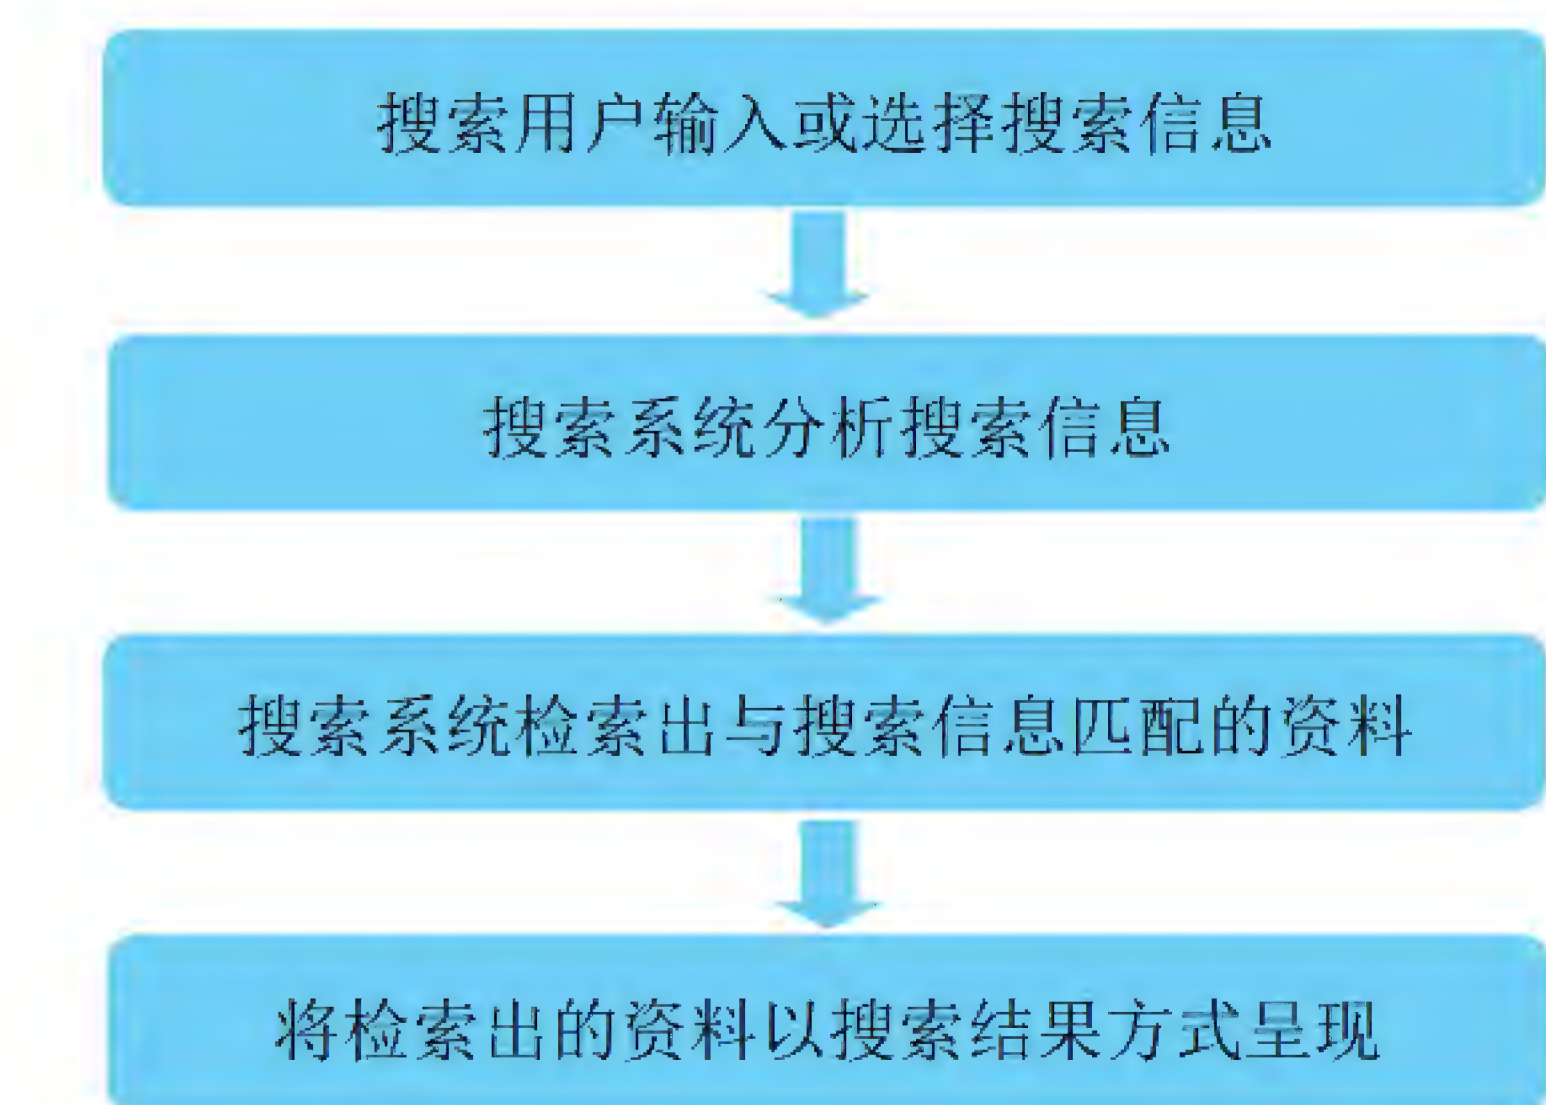 搜索用户输入或选择搜索信息
搜索系统分析搜索信息
搜索系统检索出与搜索信息匹配的资料
将检索出的资料以搜索结果方式呈现